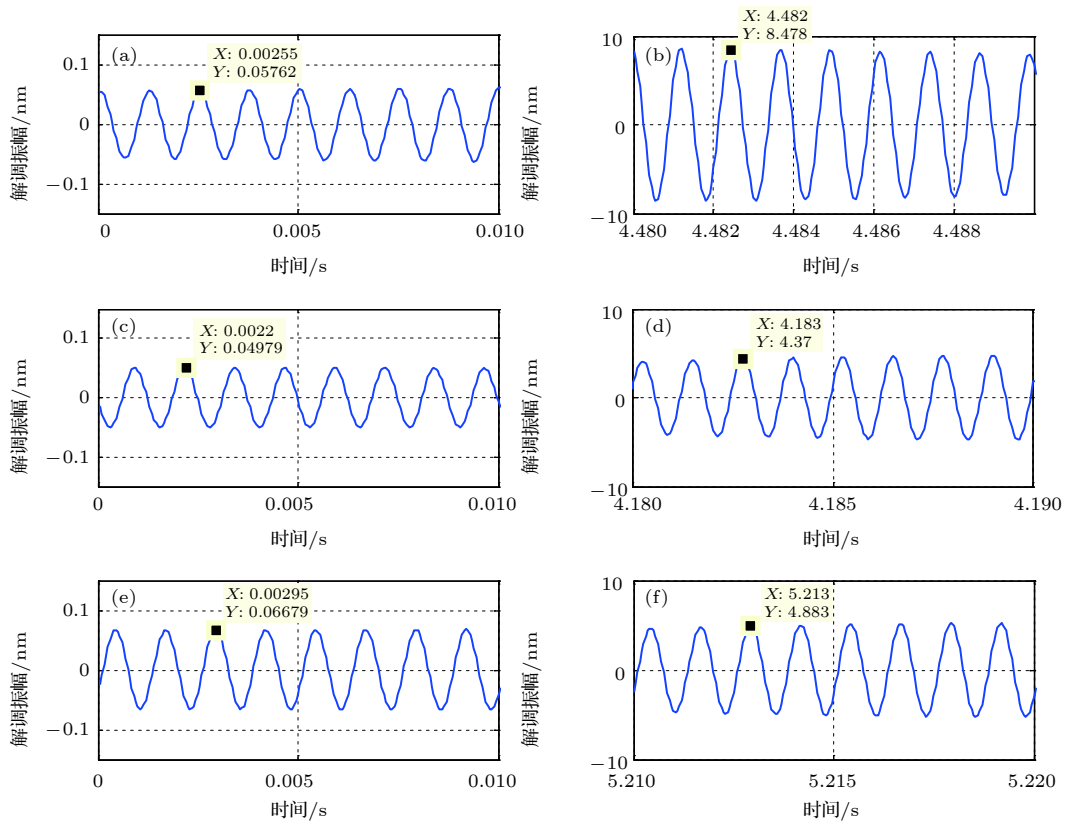 (a)
X: 0.00255
Y: 0.05762
0.1
0
−0.1
解调振幅/nm
0
0.005
0.010
时间/s
(b)
X: 4.482
Y: 8.478
10
0
−10
解调振幅/nm
4.480
4.482
4.484
4.486
4.488
时间/s
(c)
X: 0.0022
Y: 0.04979
0.1
0
−0.1
解调振幅/nm
0
0.005
0.010
时间/s
(d)
X: 4.183
Y: 4.37
10
0
−10
解调振幅/nm
4.180
4.185
4.190
时间/s
(e)
X: 0.00295
Y: 0.06679
0.1
0
−0.1
解调振幅/nm
0
0.005
0.010
时间/s
(f)
X: 5.213
Y: 4.883
10
0
−10
解调振幅/nm
5.210
5.215
5.220
时间/s